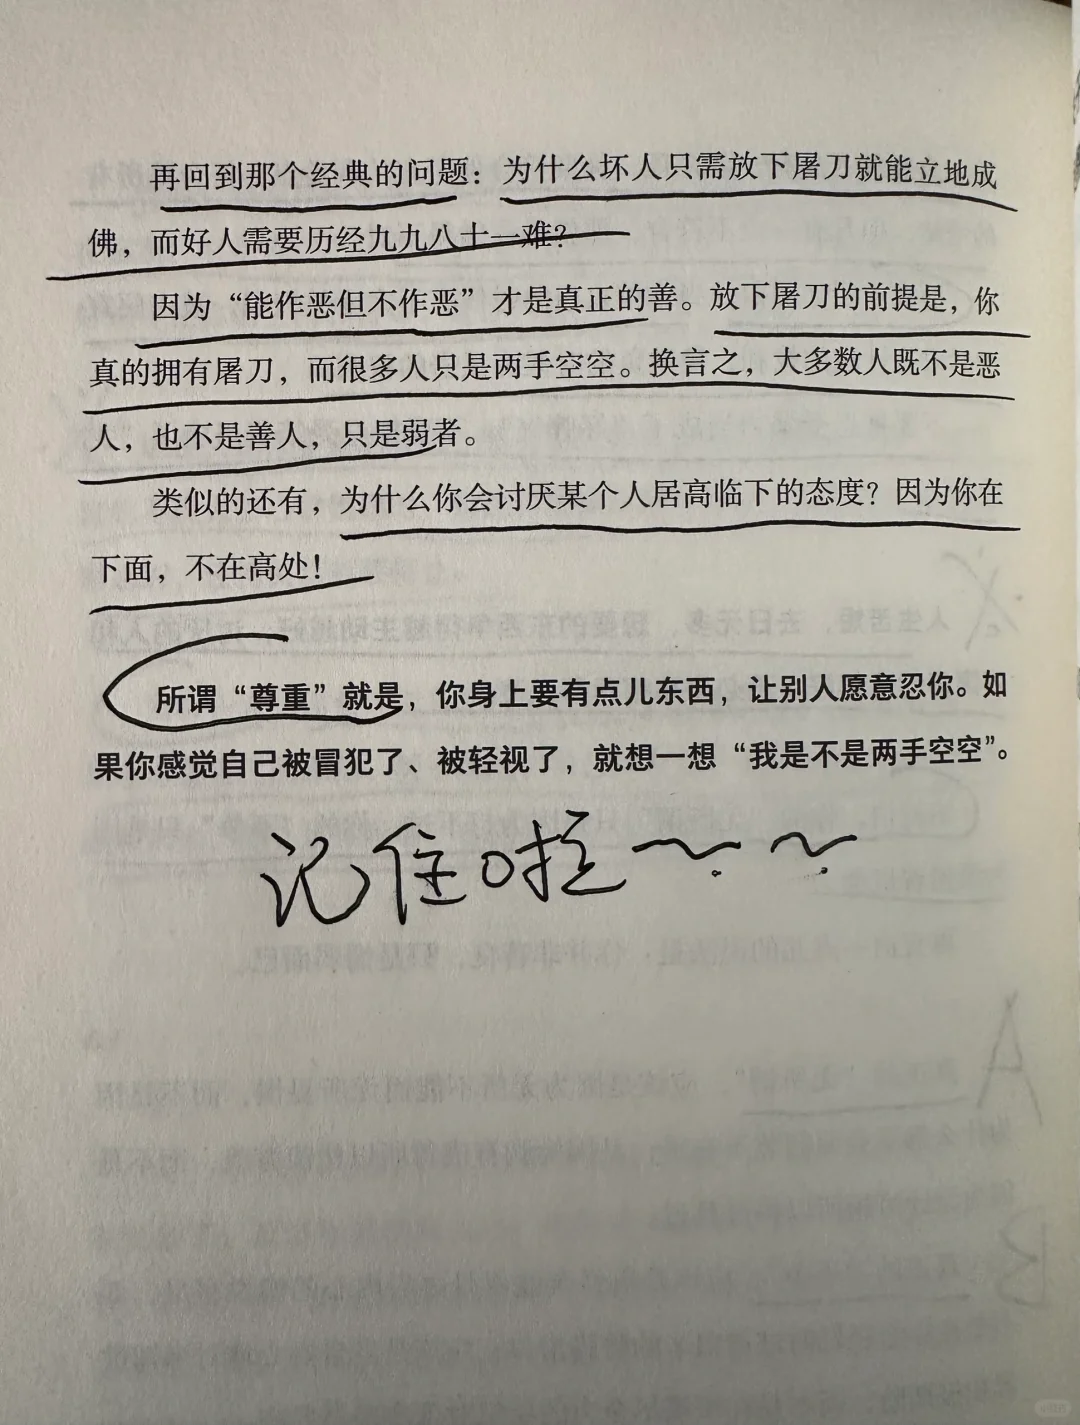 再回到那个经典的问题：为什么坏人只需放下屠刀就能立地成
佛，而好人需要历经九九八十一难？
因为“能作恶但不作恶”才是真正的善。放下屠刀的前提是，你
真的拥有屠刀，而很多人只是两手空空。换言之，大多数人既不是恶
人，也不是善人，只是弱者。
类似的还有，为什么你会讨厌某个人居高临下的态度？因为你在
下面，不在高处！
所谓“尊重”就是，你身上要有点儿东西，让别人愿意忍你。如
果你感觉自己被冒犯了、被轻视了，就想一想“我是不是两手空空”。
记住啦～～